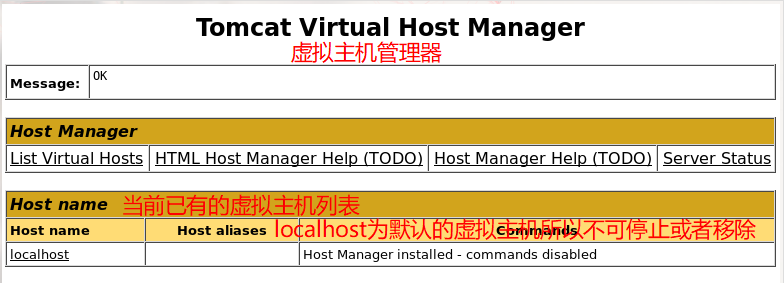 Tomcat Virtual Host Manager
虚拟主机管理器
Message: OK
Host Manager
List Virtual Hosts HTML Host Manager Help (TODO) Host Manager Help (TODO) Server Status
Host name 当前已有的虚拟主机列表
Host name Host aliases Commands
localhost为默认的虚拟主机所以不可停止或者移除
localhost Host Manager installed - commands disabled